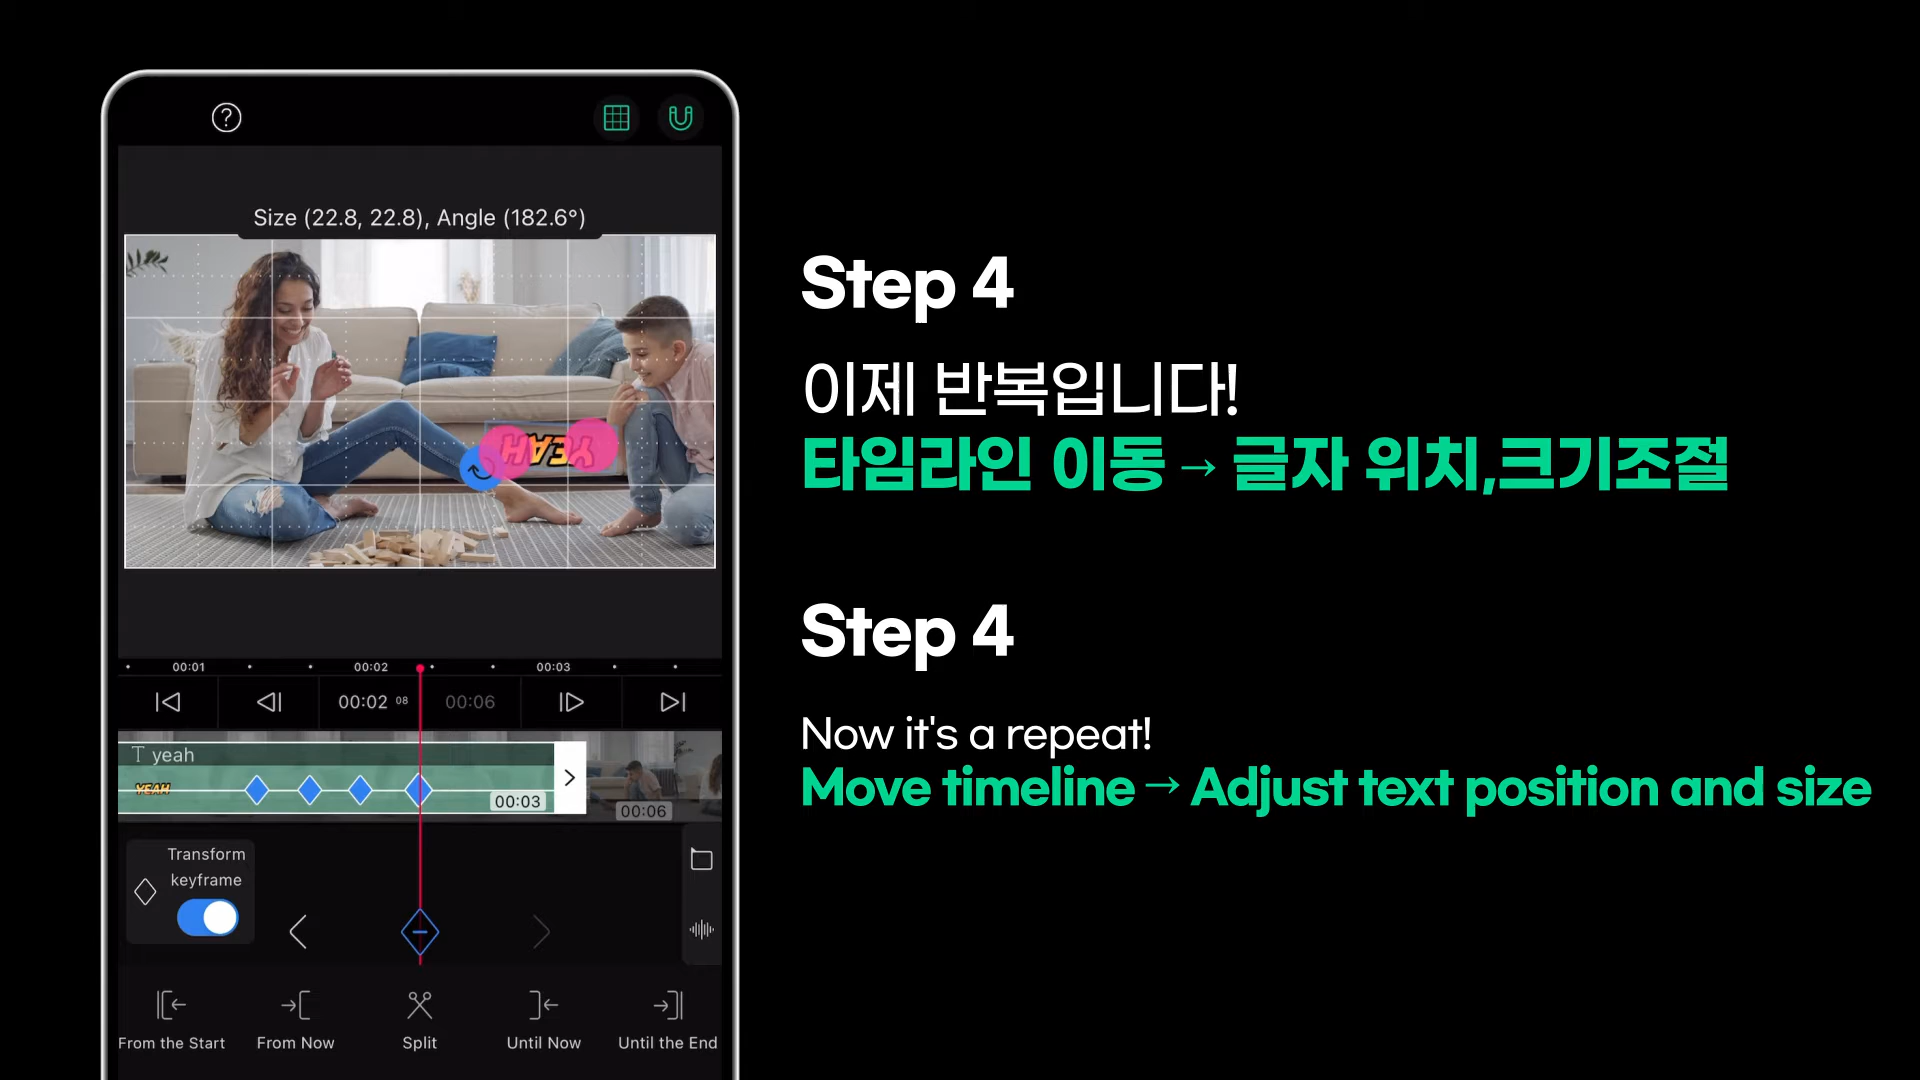 Size (22.8, 22.8), Angle (182.6°)
YEAH
00:01 00:02 00:03
00:02 08 00:06
T yeah
YEAH
00:03
00:06
Transform
keyframe
From the Start From Now Split Until Now Until the End
Step 4
이제 반복입니다!
타임라인 이동 → 글자 위치,크기조절
Step 4
Now it's a repeat!
Move timeline → Adjust text position and size